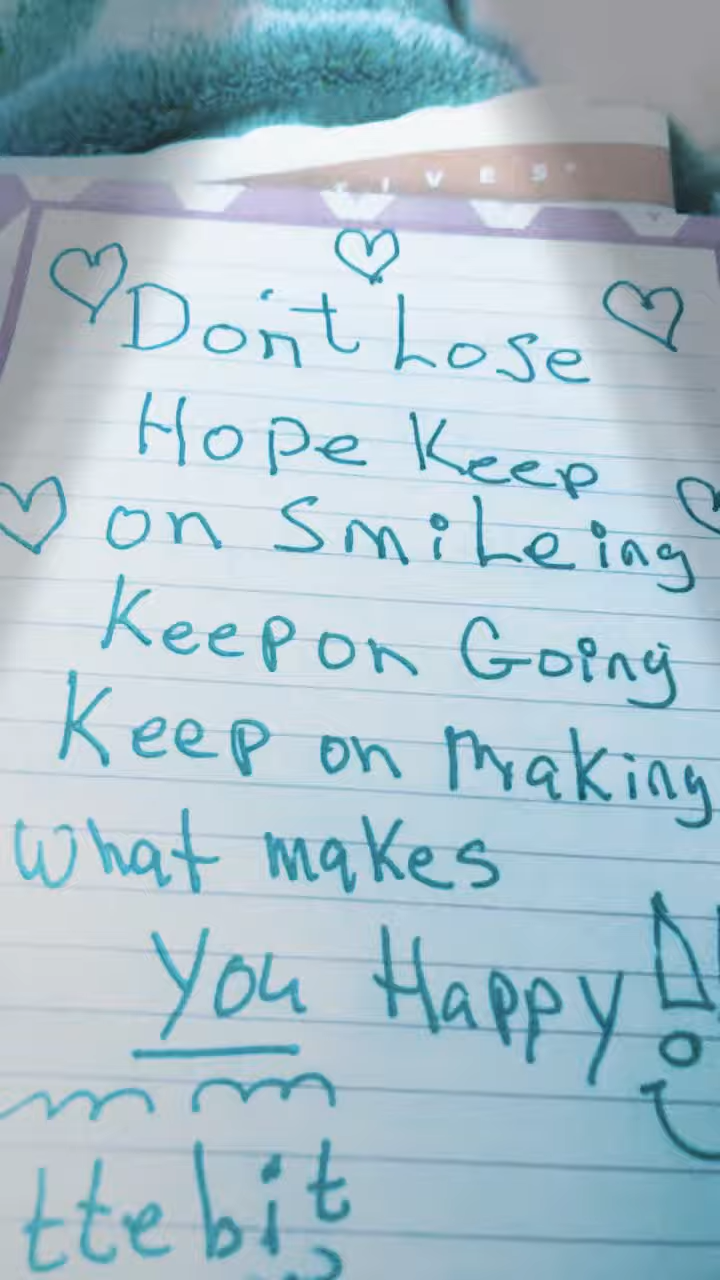 Don't Lose
Hope Keep
on Smileing
Keep on Going
Keep on Making
what makes
You Happy!
ttebit